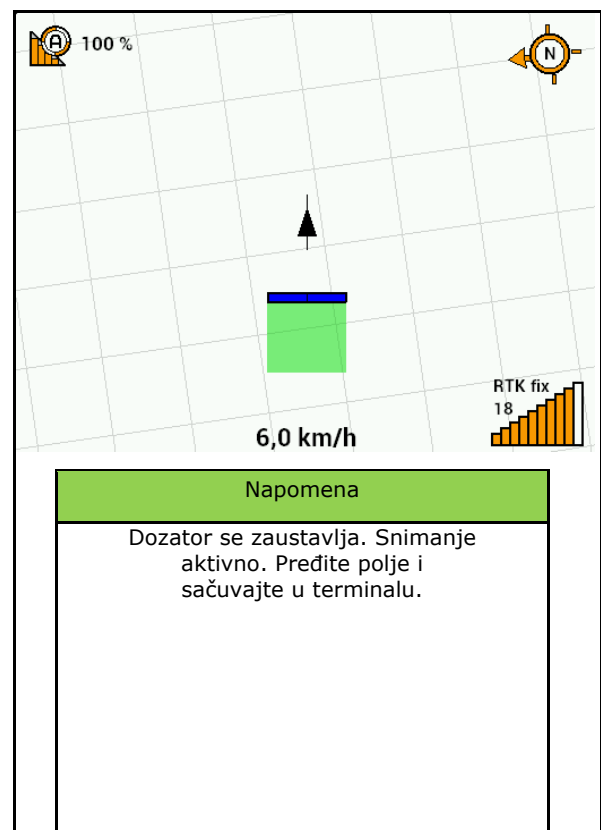 A 100 %
N
RTK fix
18
6,0 km/h
Napomena
Dozator se zaustavlja. Snimanje
aktivno. Pređite polje i
sačuvajte u terminalu.